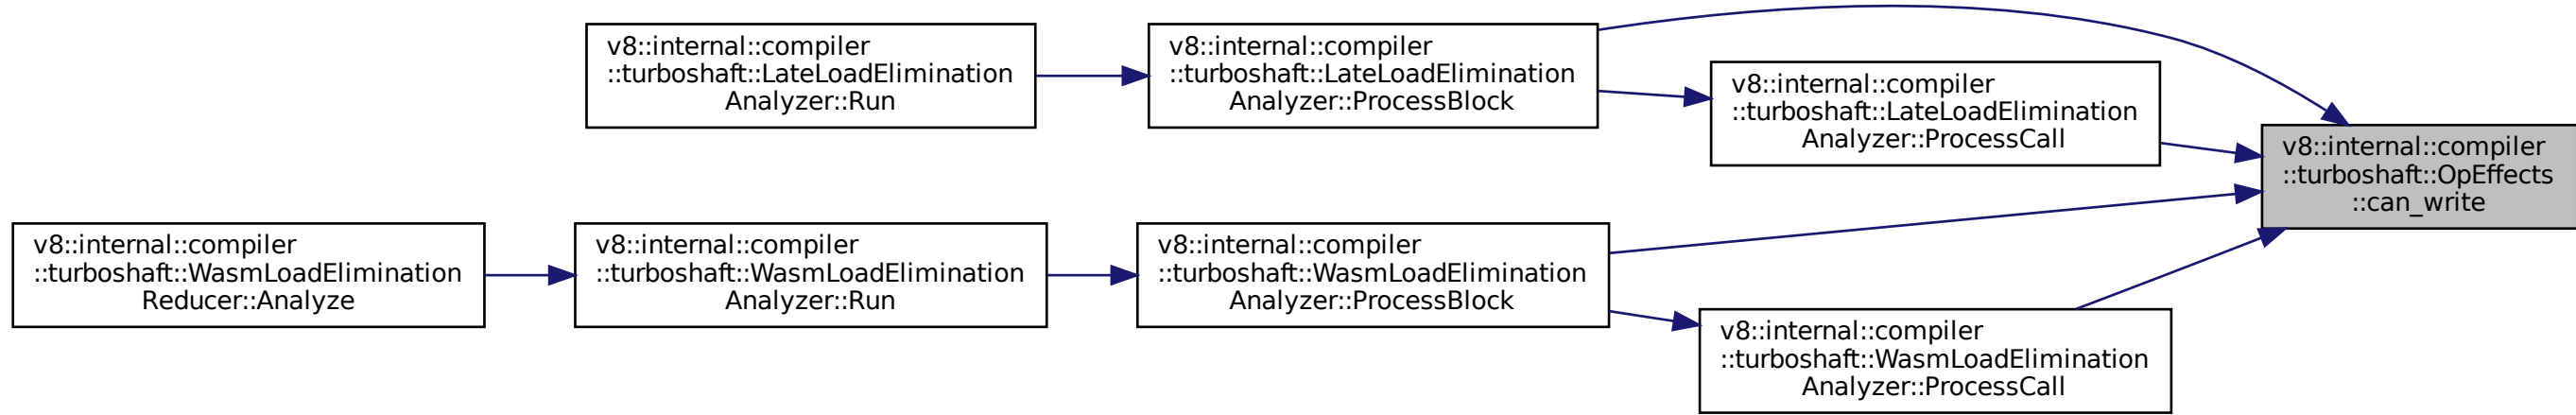 v8::internal::compiler
::turboshaft::LateLoadElimination
Analyzer::Run
v8::internal::compiler
::turboshaft::LateLoadElimination
Analyzer::ProcessBlock
v8::internal::compiler
::turboshaft::LateLoadElimination
Analyzer::ProcessCall
v8::internal::compiler
::turboshaft::OpEffects
::can_write
v8::internal::compiler
::turboshaft::WasmLoadElimination
Reducer::Analyze
v8::internal::compiler
::turboshaft::WasmLoadElimination
Analyzer::Run
v8::internal::compiler
::turboshaft::WasmLoadElimination
Analyzer::ProcessBlock
v8::internal::compiler
::turboshaft::WasmLoadElimination
Analyzer::ProcessCall